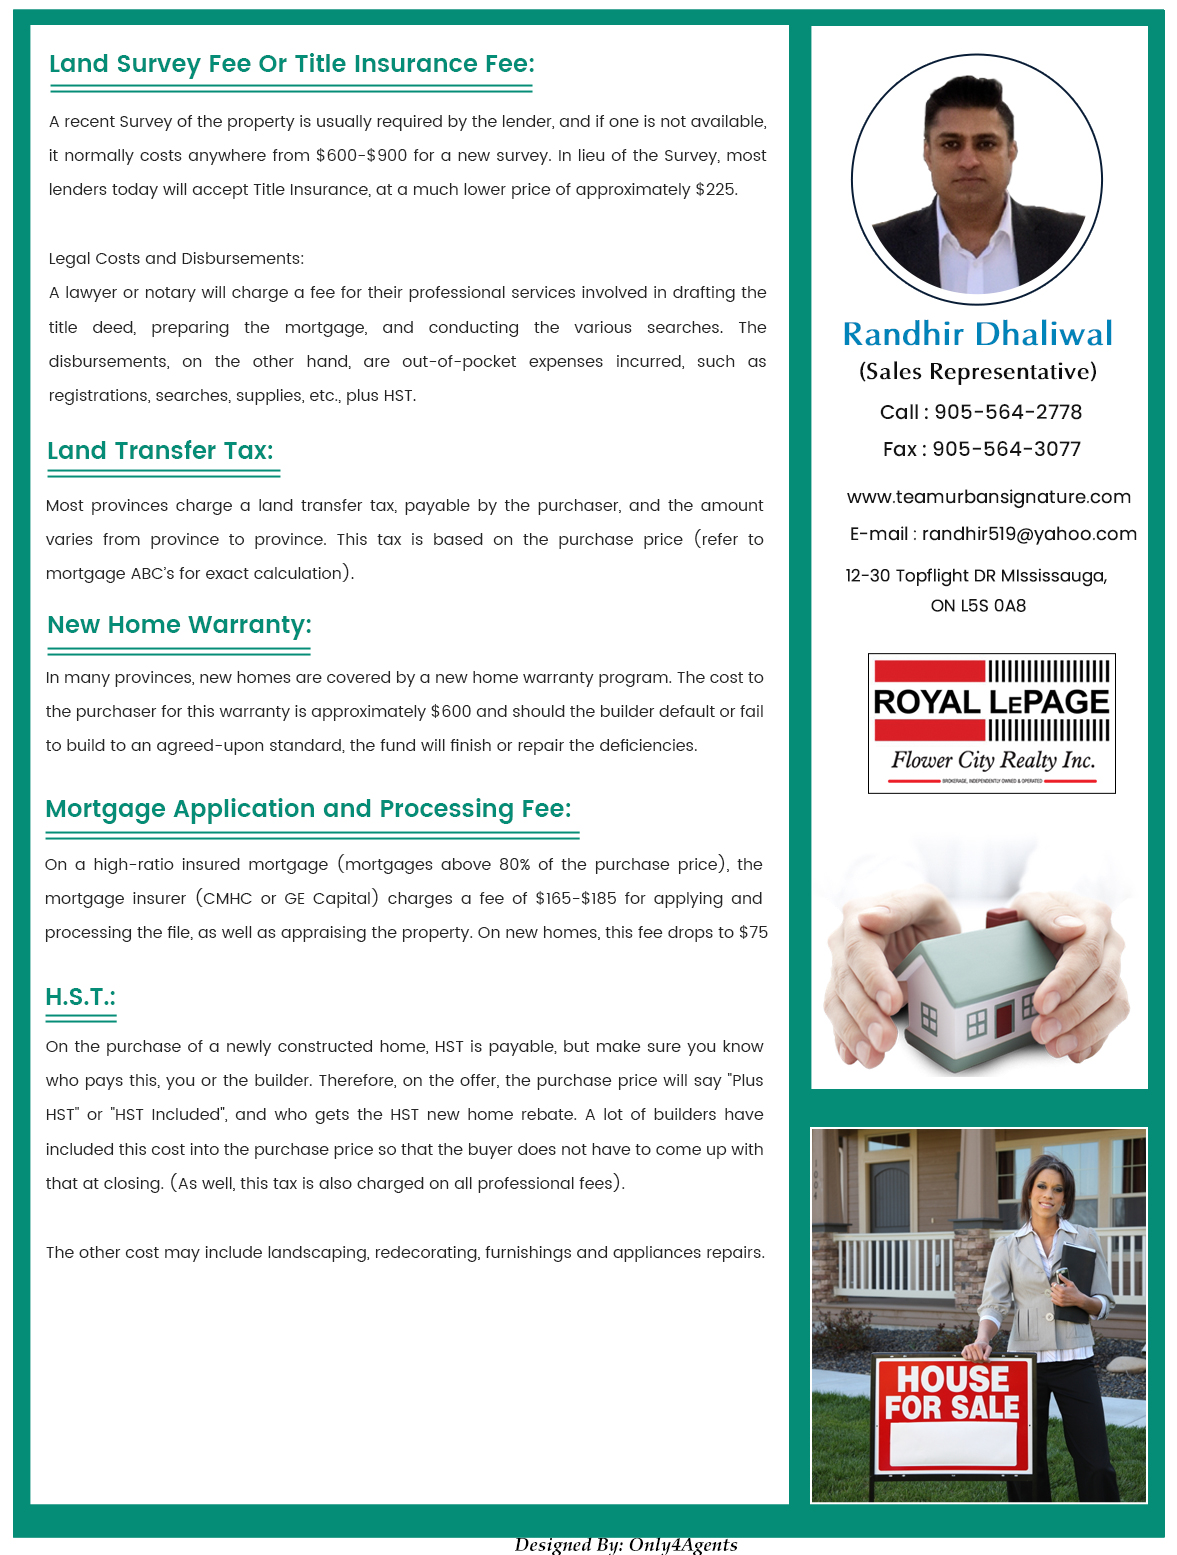 Land Survey Fee Or Title Insurance Fee:
A recent Survey of the property is usually required by the lender, and if one is not available,
it normally costs anywhere from $600-$900 for a new survey. In lieu of the Survey, most
lenders today will accept Title Insurance, at a much lower price of approximately $225.
Legal Costs and Disbursements:
A lawyer or notary will charge a fee for their professional services involved in drafting the
title deed, preparing the mortgage, and conducting the various searches. The
disbursements, on the other hand, are out-of-pocket expenses incurred, such as
registrations, searches, supplies, etc., plus HST.
Land Transfer Tax:
Most provinces charge a land transfer tax, payable by the purchaser, and the amount
varies from province to province. This tax is based on the purchase price (refer to
mortgage ABC's for exact calculation).
New Home Warranty:
In many provinces, new homes are covered by a new home warranty program. The cost to
the purchaser for this warranty is approximately $600 and should the builder default or fail
to build to an agreed-upon standard, the fund will finish or repair the deficiencies.
Mortgage Application and Processing Fee:
On a high-ratio insured mortgage (mortgages above 80% of the purchase price), the
mortgage insurer (CMHC or GE Capital) charges a fee of $165-$185 for applying and
processing the file, as well as appraising the property. On new homes, this fee drops to $75
H.S.T.:
On the purchase of a newly constructed home, HST is payable, but make sure you know
who pays this, you or the builder. Therefore, on the offer, the purchase price will say "Plus
HST" or "HST Included", and who gets the HST new home rebate. A lot of builders have
included this cost into the purchase price so that the buyer does not have to come up with
that at closing. (As well, this tax is also charged on all professional fees).
The other cost may include landscaping, redecorating, furnishings and appliances repairs.
Randhir Dhaliwal
(Sales Representative)
Call : 905-564-2778
Fax : 905-564-3077
www.teamurbansignature.com
E-mail : randhir519@yahoo.com
12-30 Topflight DR MIssissauga,
ON L5S 0A8
ROYAL LEPAGE
Flower City Realty Inc.
BROKERAGE, INDEPENDENTLY OWNED & OPERATED
1004
HOUSE
FOR SALE
Designed By: Only4Agents